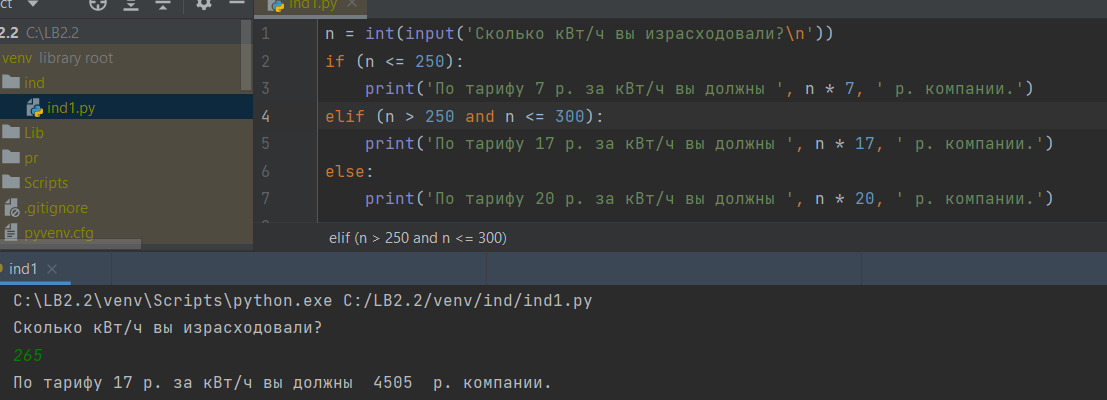 ct
ind1.py
2.2 C:\LB2.2
venv library root
ind
ind1.py
Lib
pr
Scripts
.gitignore
pyvenv.cfg
1 n = int(input('Сколько кВт/ч вы израсходовали?\n'))
2 if (n <= 250):
3 print('По тарифу 7 р. за кВт/ч вы должны ', n * 7, ' р. компании.')
4 elif (n > 250 and n <= 300):
5 print('По тарифу 17 р. за кВт/ч вы должны ', n * 17, ' р. компании.')
6 else:
7 print('По тарифу 20 р. за кВт/ч вы должны ', n * 20, ' р. компании.')
elif (n > 250 and n <= 300)
ind1
C:\LB2.2\venv\Scripts\python.exe C:/LB2.2/venv/ind/ind1.py
Сколько кВт/ч вы израсходовали?
265
По тарифу 17 р. за кВт/ч вы должны  4505  р. компании.